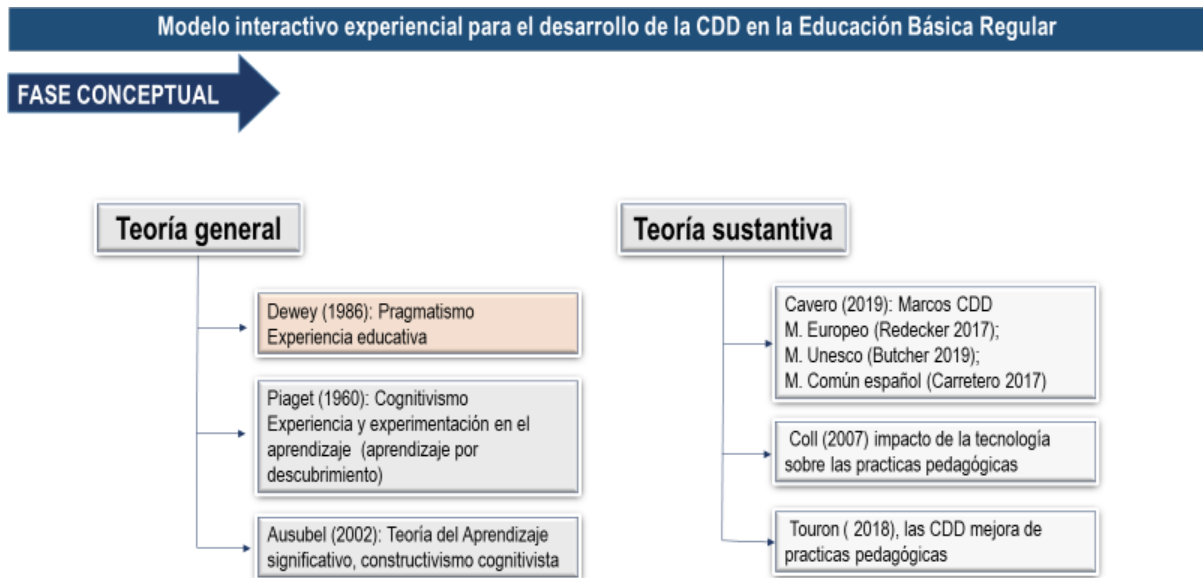 Modelo interactivo experiencial para el desarrollo de la CDD en la Educación Básica Regular
FASE CONCEPTUAL
Teoría general
Dewey (1986): Pragmatismo
Experiencia educativa
Piaget (1960): Cognitivismo
Experiencia y experimentación en el
aprendizaje (aprendizaje por
descubrimiento)
Ausubel (2002): Teoría del Aprendizaje
significativo, constructivismo cognitivista
Teoría sustantiva
Cavero (2019): Marcos CDD
M. Europeo (Redecker 2017);
M. Unesco (Butcher 2019);
M. Común español (Carretero 2017)
Coll (2007) impacto de la tecnología
sobre las practicas pedagógicas
Touron ( 2018), las CDD mejora de
practicas pedagógicas